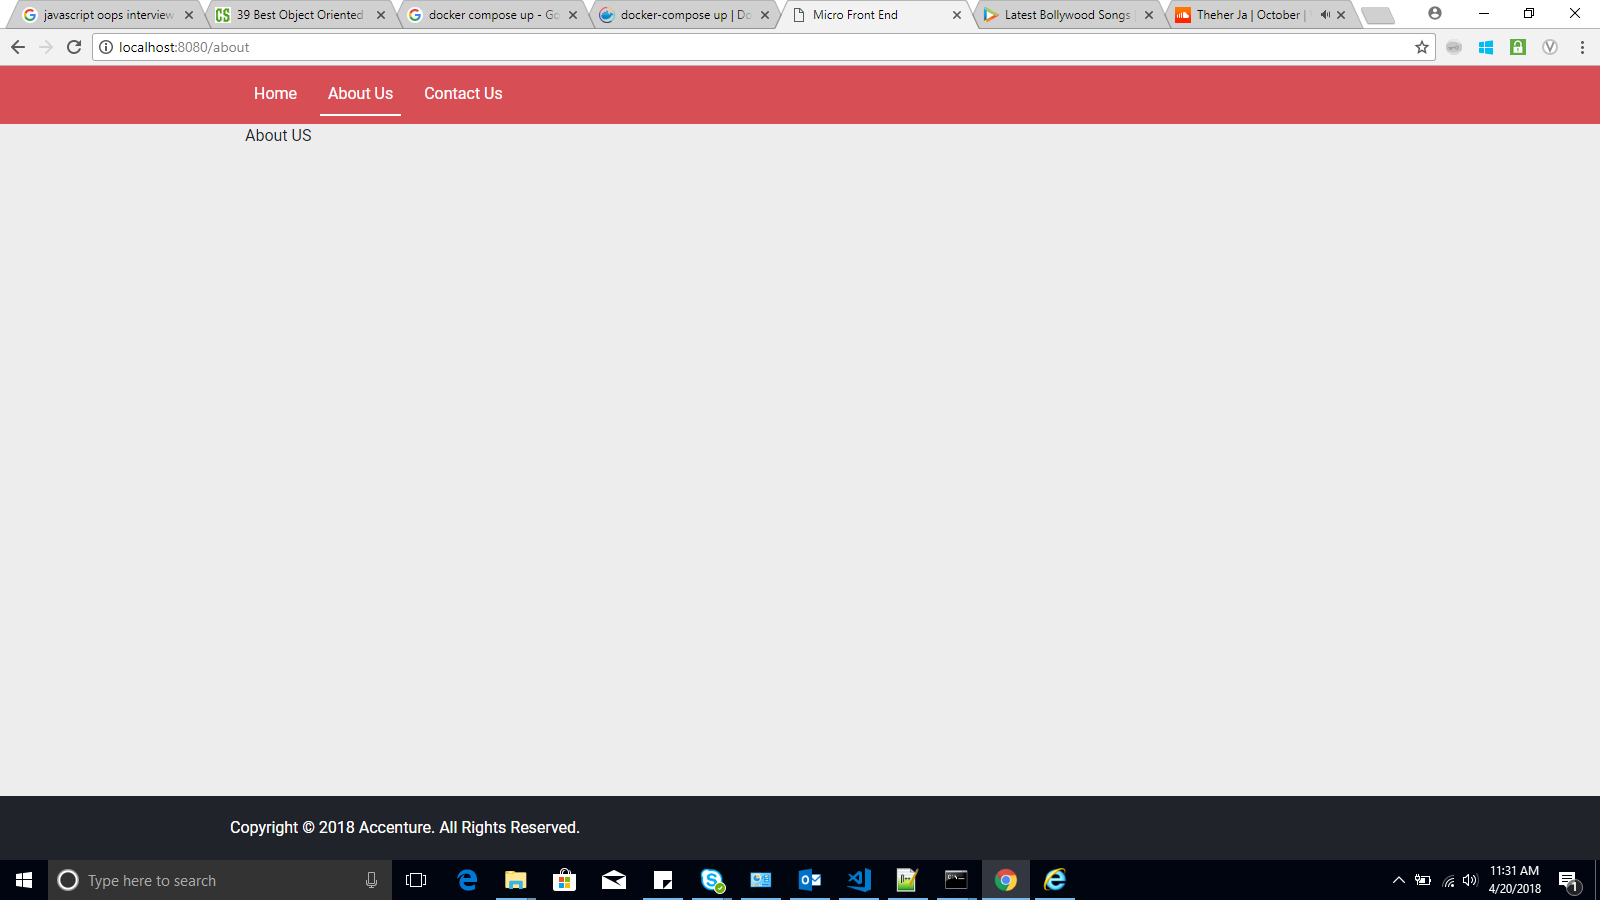 javascript oops interview
39 Best Object Oriented
docker compose up - Go
docker-compose up | Do
Micro Front End
Latest Bollywood Songs
Theher Ja | October |
localhost:8080/about
Home
About Us
Contact Us
About US
Copyright © 2018 Accenture. All Rights Reserved.
Type here to search
11:31 AM
4/20/2018
1